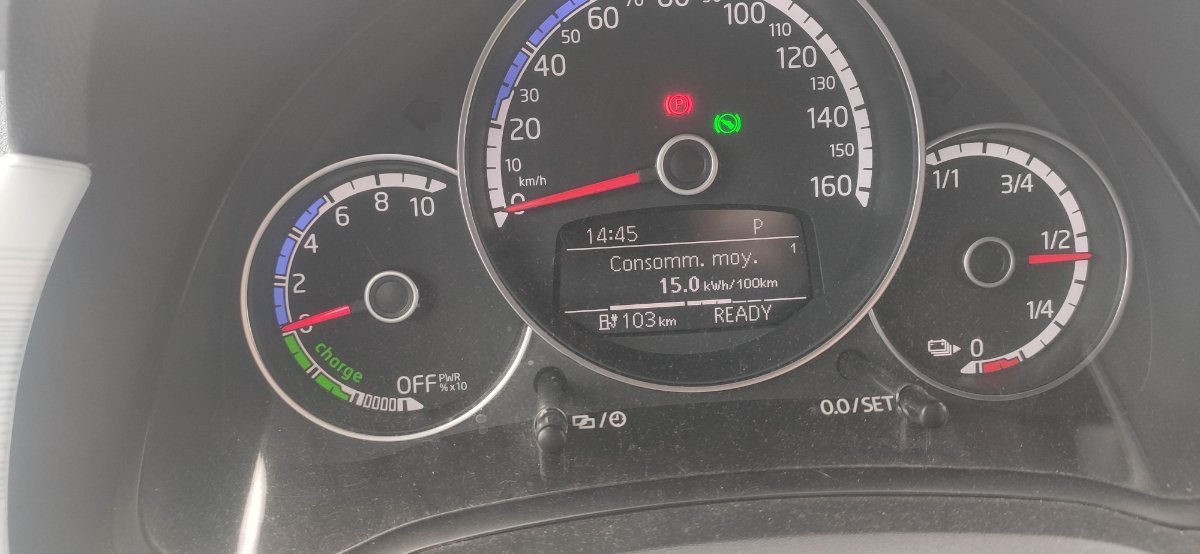 60
50
40
30
20
10
km/h
0
100
110
120
130
140
150
160
P
0
2
4
6
8
10
charge
OFF PWR
% x10
14:45 P
1
Consomm. moy.
15.0 kWh/100km
103 km READY
1/1
3/4
1/2
1/4
0
0.0/SET